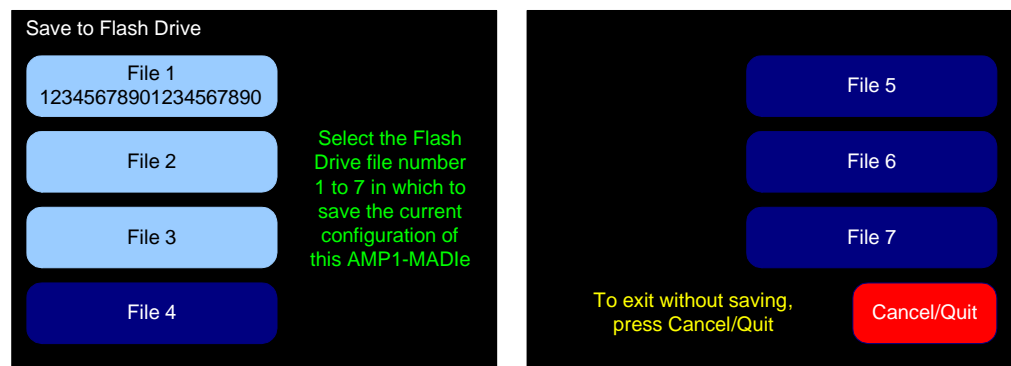 Save to Flash Drive
File 1
12345678901234567890
File 2
File 3
File 4
Select the Flash
Drive file number
1 to 7 in which to
save the current
configuration of
this AMP1-MADIe
File 5
File 6
File 7
To exit without saving,
press Cancel/Quit
Cancel/Quit